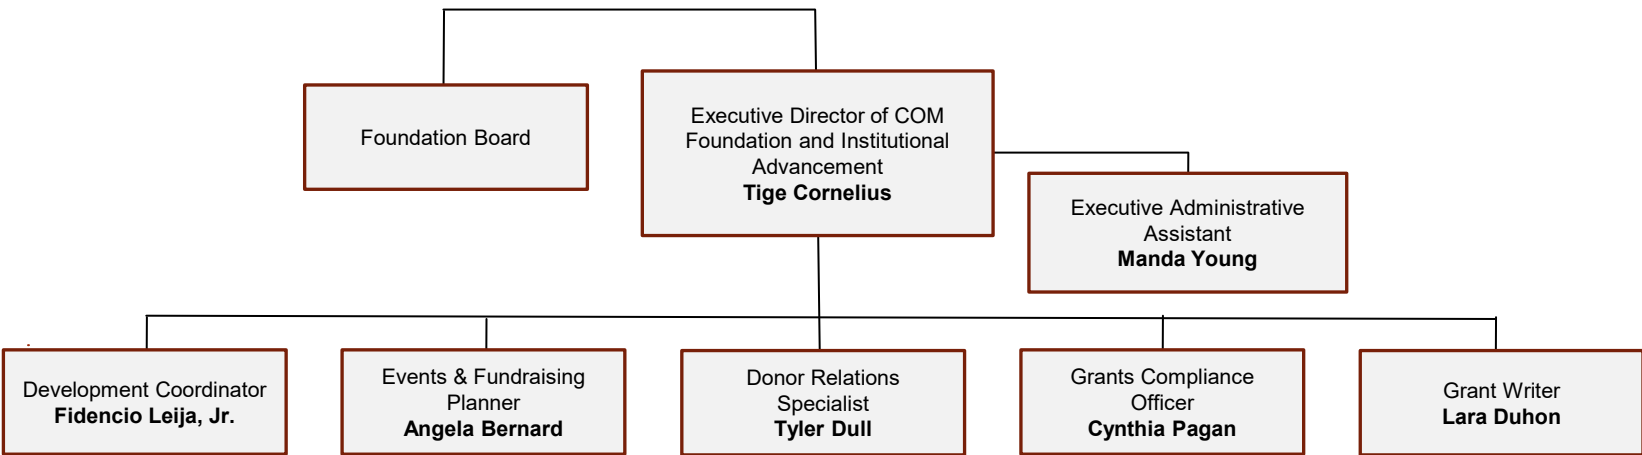 Foundation Board
Executive Director of COM
Foundation and Institutional
Advancement
Tige Cornelius
Executive Administrative
Assistant
Manda Young
Development Coordinator
Fidencio Leija, Jr.
Events & Fundraising
Planner
Angela Bernard
Donor Relations
Specialist
Tyler Dull
Grants Compliance
Officer
Cynthia Pagan
Grant Writer
Lara Duhon